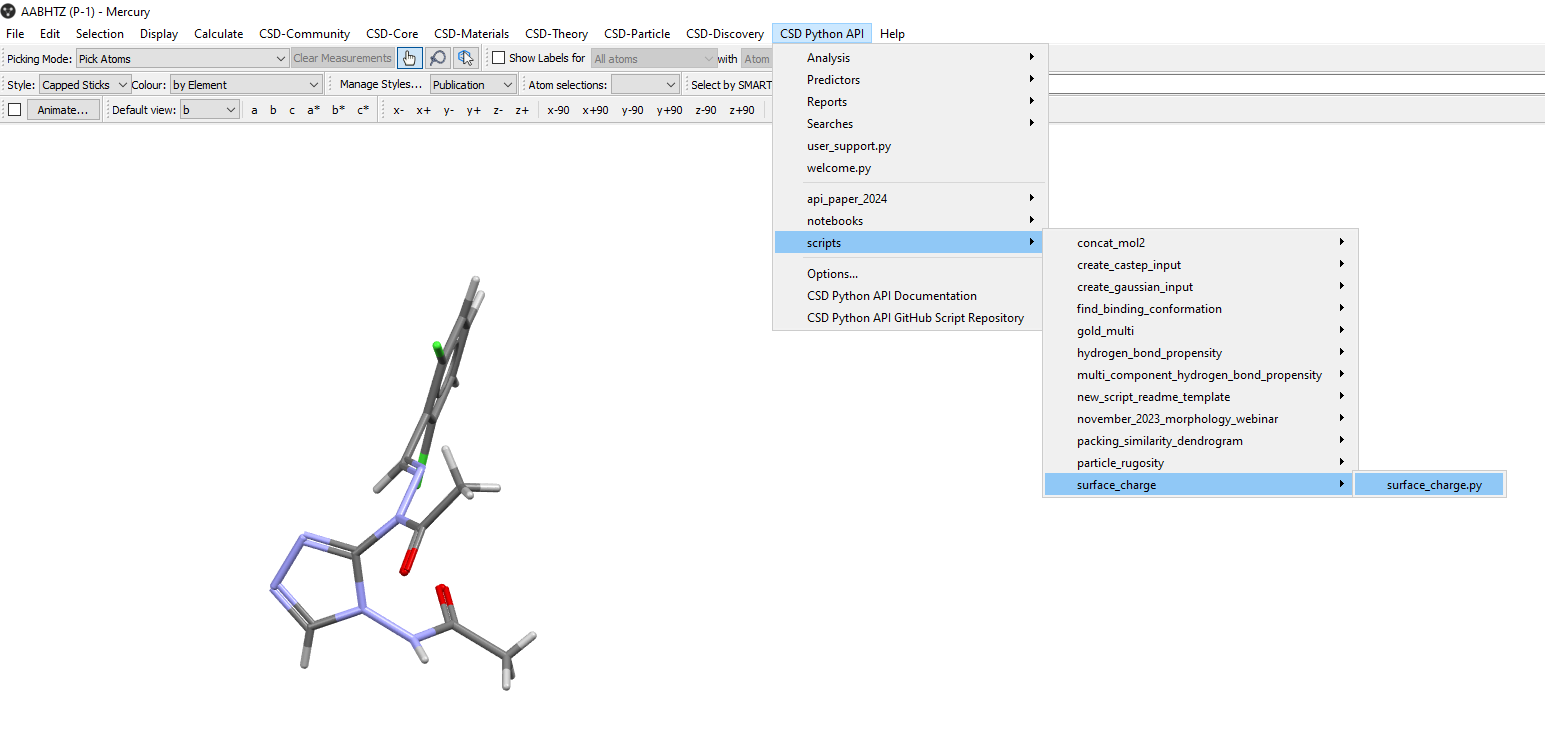 AABHTZ (P-1) - Mercury
File Edit Selection Display Calculate CSD-Community CSD-Core CSD-Materials CSD-Theory CSD-Particle CSD-Discovery CSD Python API Help
Picking Mode: Pick Atoms Clear Measurements Show Labels for All atoms with Atom
Style: Capped Sticks Colour: by Element Manage Styles... Publication Atom selections: Select by SMART
Animate... Default view: b a b c a* b* c* x- x+ y- y+ z- z+ x-90 x+90 y-90 y+90 z-90 z+90
Analysis
Predictors
Reports
Searches
user_support.py
welcome.py
api_paper_2024
notebooks
scripts
Options...
CSD Python API Documentation
CSD Python API GitHub Script Repository
concat_mol2
create_castep_input
create_gaussian_input
find_binding_conformation
gold_multi
hydrogen_bond_propensity
multi_component_hydrogen_bond_propensity
new_script_readme_template
november_2023_morphology_webinar
packing_similarity_dendrogram
particle_rugosity
surface_charge
surface_charge.py